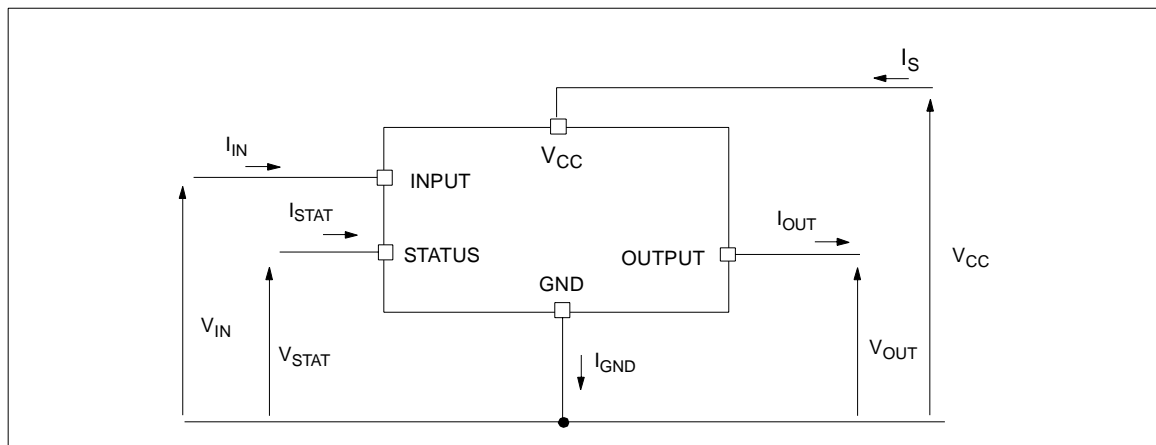 I_S
V_CC
I_IN
INPUT
I_STAT
STATUS
I_OUT
OUTPUT
GND
V_CC
V_IN
V_STAT
I_GND
V_OUT